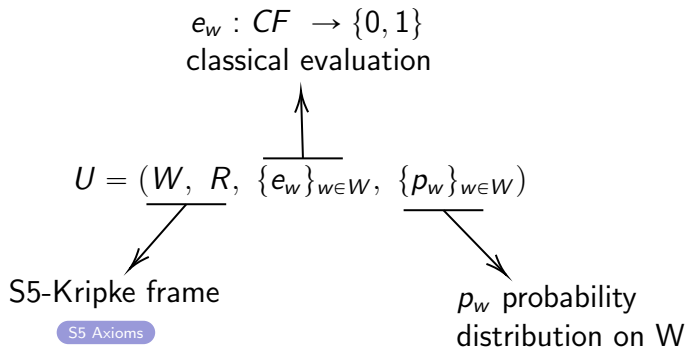 e_w : CF → {0, 1}
classical evaluation
U = (W, R, {e_w}_{w∈W}, {p_w}_{w∈W})
S5-Kripke frame
S5 Axioms
p_w probability
distribution on W